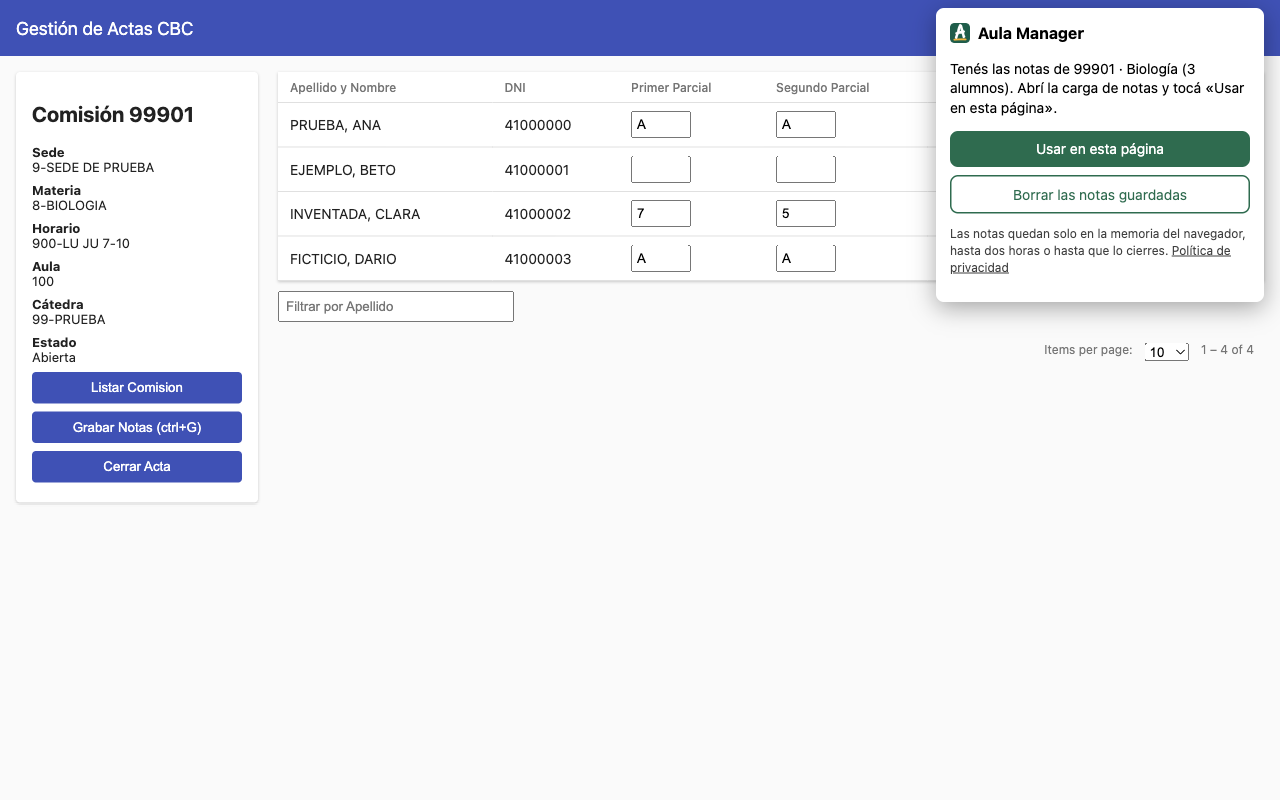 Gestión de Actas CBC
Comisión 99901
Sede
9-SEDE DE PRUEBA
Materia
8-BIOLOGIA
Horario
900-LU JU 7-10
Aula
100
Cátedra
99-PRUEBA
Estado
Abierta
Listar Comision
Grabar Notas (ctrl+G)
Cerrar Acta
Apellido y Nombre DNI Primer Parcial Segundo Parcial
PRUEBA, ANA 41000000 A A
EJEMPLO, BETO 41000001
INVENTADA, CLARA 41000002 7 5
FICTICIO, DARIO 41000003 A A
Filtrar por Apellido
Items per page: 10 1 – 4 of 4
Aula Manager
Tenés las notas de 99901 · Biología (3
alumnos). Abrí la carga de notas y tocá «Usar
en esta página».
Usar en esta página
Borrar las notas guardadas
Las notas quedan solo en la memoria del navegador,
hasta dos horas o hasta que lo cierres. Política de
privacidad